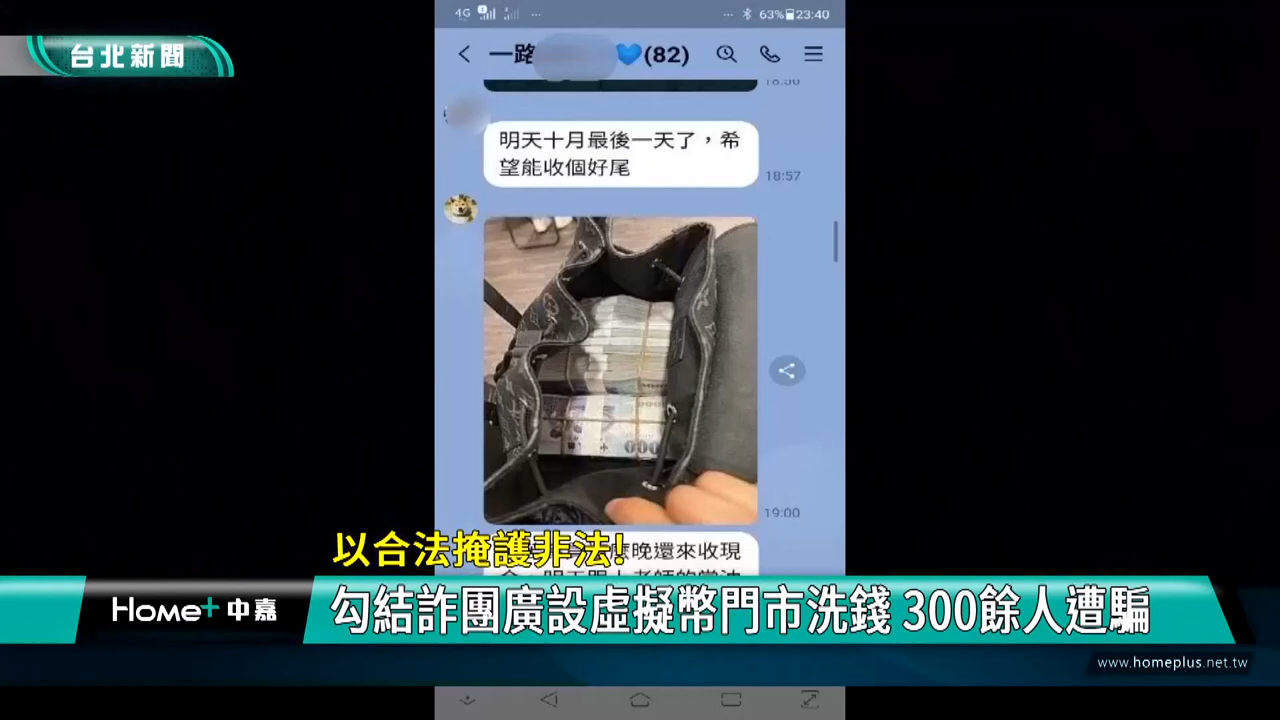 4G
63% 23:40
台北新聞
一路
(82)
18:50
明天十月最後一天了，希
望能收個好尾
18:57
19:00
麼晚還來收現
以合法掩護非法!
勾結詐團廣設虛擬幣門市洗錢 300餘人遭騙
Home+ 中嘉
www.homeplus.net.tw